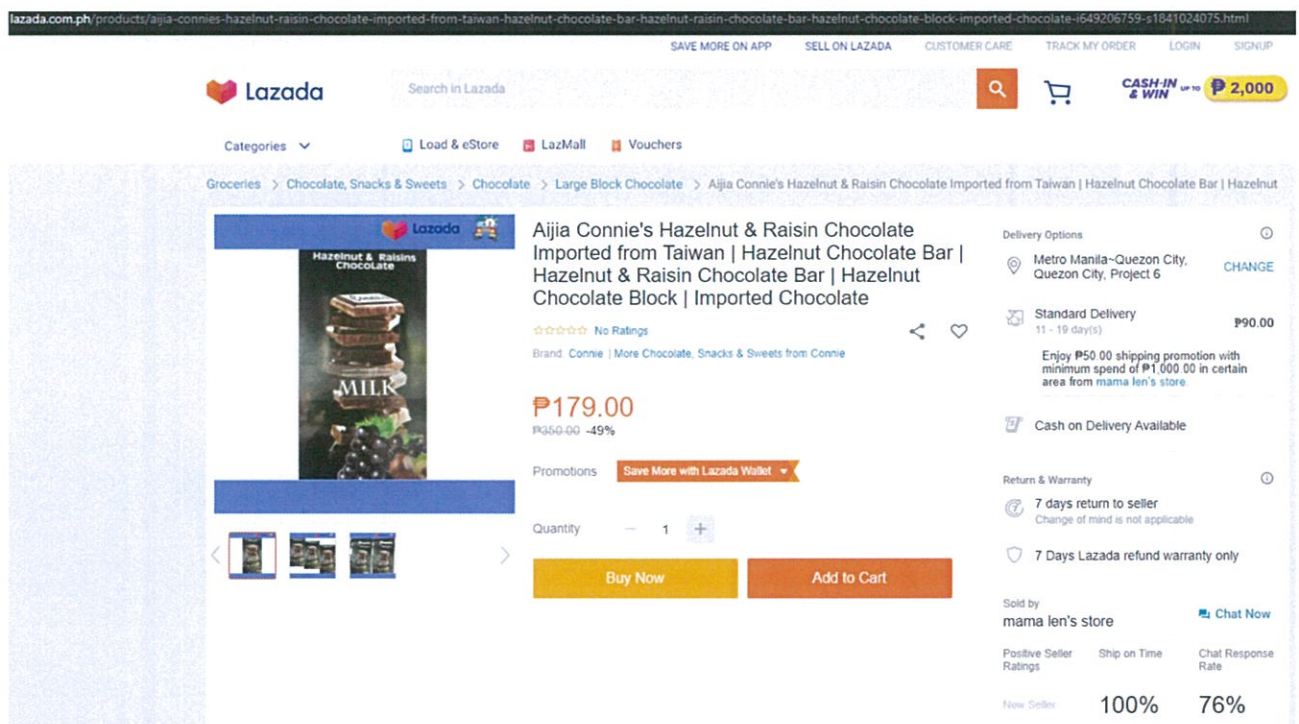 lazada.com.ph/products/aijia-connies-hazelnut-raisin-chocolate-imported-from-taiwan-hazelnut-chocolate-bar-hazelnut-raisin-chocolate-bar-hazelnut-chocolate-block-imported-chocolate-i649206759-s1841024075.html
SAVE MORE ON APP SELL ON LAZADA CUSTOMER CARE TRACK MY ORDER LOGIN SIGNUP
Lazada
Search in Lazada
CASH-IN & WIN UP TO ₱ 2,000
Categories Load & eStore LazMall Vouchers
Groceries > Chocolate, Snacks & Sweets > Chocolate > Large Block Chocolate > Aijia Connie's Hazelnut & Raisin Chocolate Imported from Taiwan | Hazelnut Chocolate Bar | Hazelnut
Lazada
Hazelnut & Raisins
ChocoLate
MILK
Aijia Connie's Hazelnut & Raisin Chocolate
Imported from Taiwan | Hazelnut Chocolate Bar |
Hazelnut & Raisin Chocolate Bar | Hazelnut
Chocolate Block | Imported Chocolate
No Ratings
Brand Connie | More Chocolate, Snacks & Sweets from Connie
₱179.00
₱350.00 -49%
Promotions Save More with Lazada Wallet
Quantity − 1 +
Buy Now Add to Cart
Delivery Options
Metro Manila~Quezon City,
Quezon City, Project 6
CHANGE
Standard Delivery ₱90.00
11 - 19 day(s)
Enjoy ₱50.00 shipping promotion with
minimum spend of ₱1,000.00 in certain
area from mama len's store
Cash on Delivery Available
Return & Warranty
7 days return to seller
Change of mind is not applicable
7 Days Lazada refund warranty only
Sold by
mama len's store Chat Now
Positive Seller Ratings Ship on Time Chat Response Rate
New Seller 100% 76%